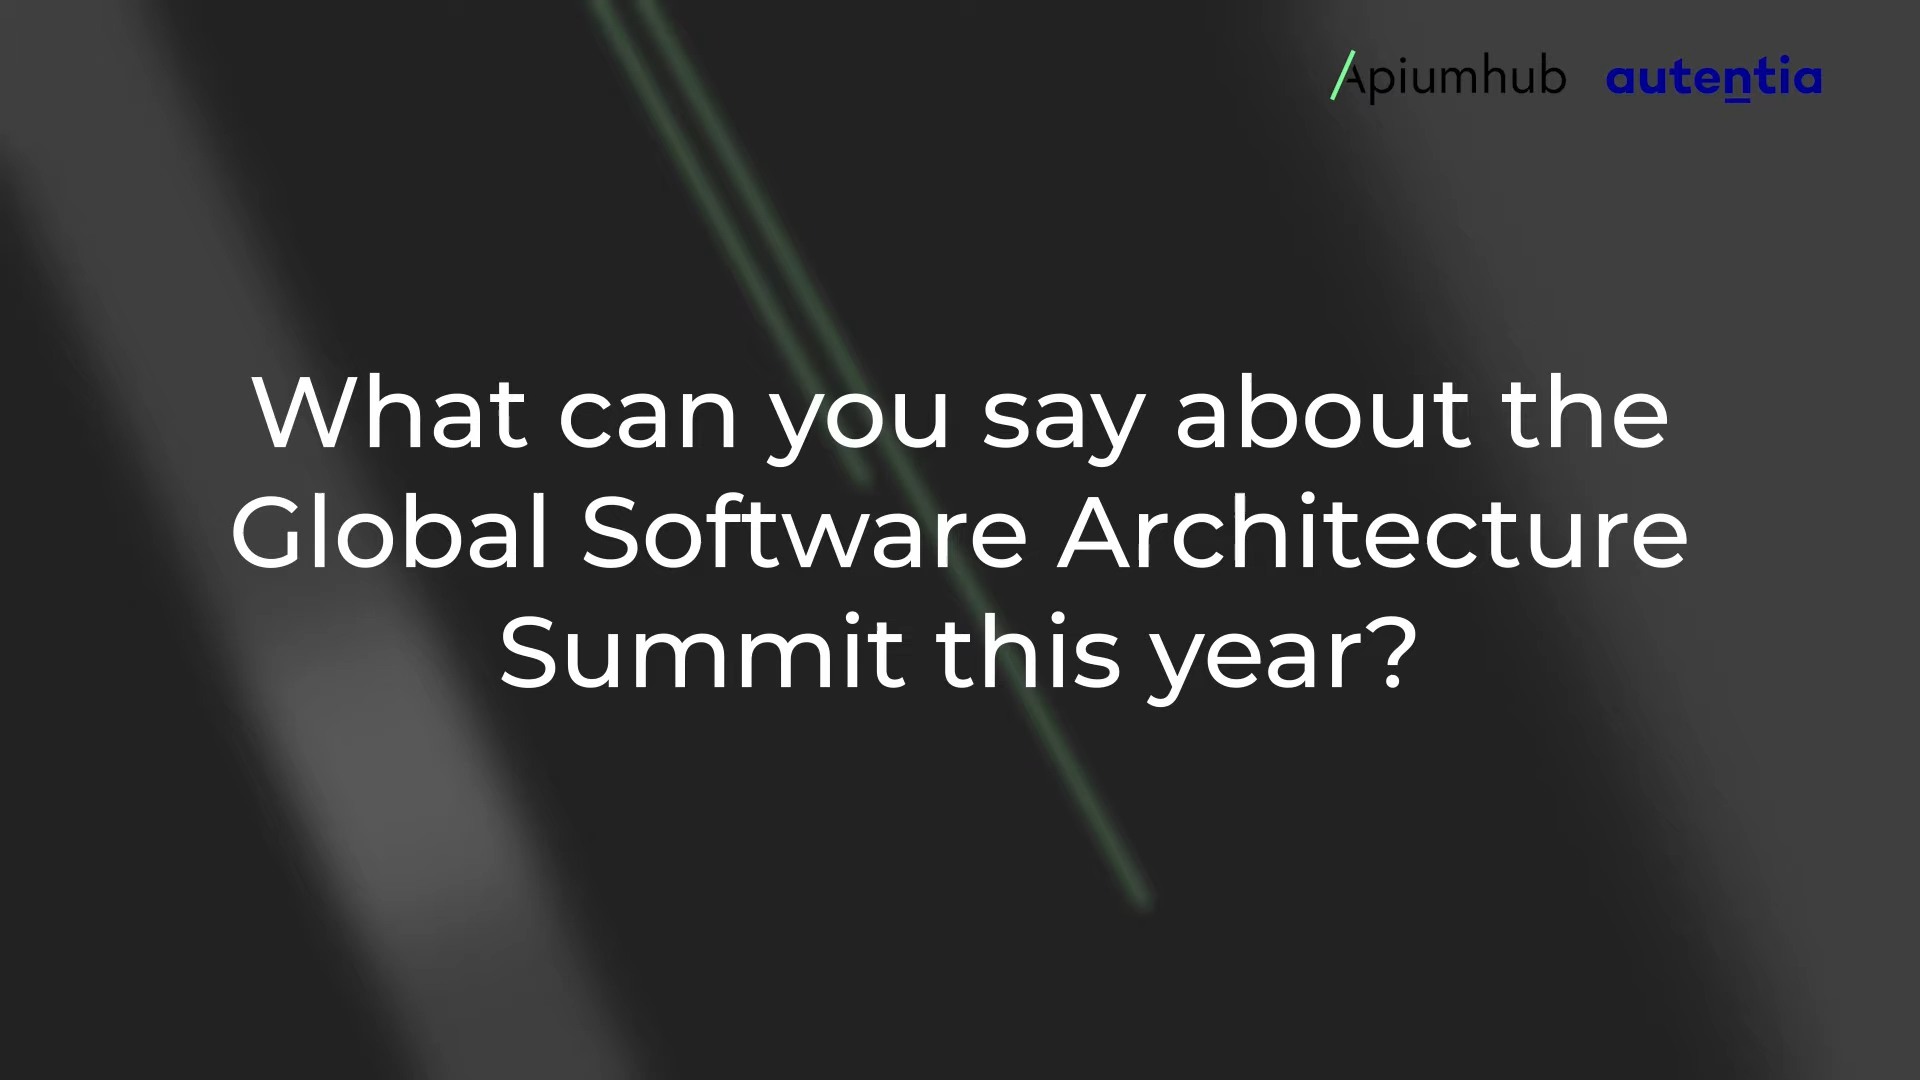 Apiumhub autentia
What can you say about the
Global Software Architecture
Summit this year?